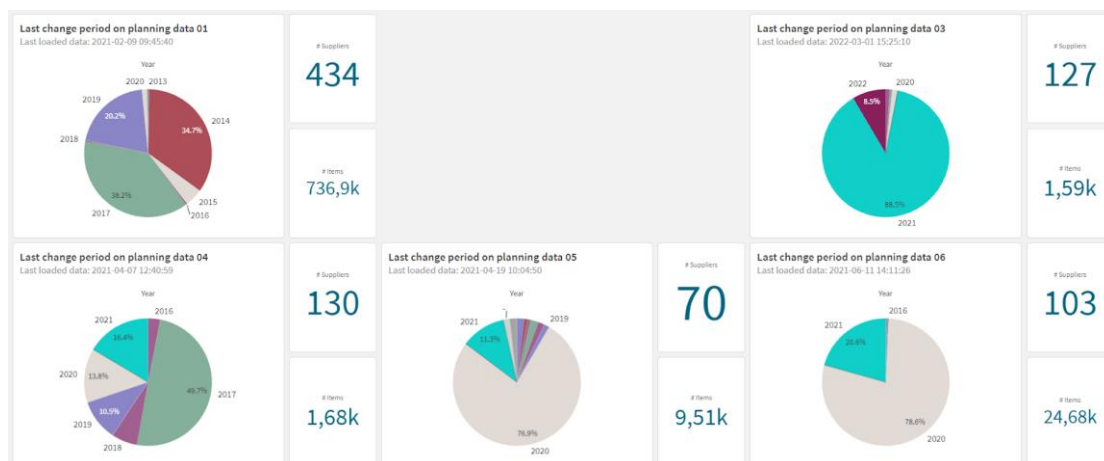 Last change period on planning data 01
Last loaded data: 2021-02-09 09:45:40
Year
2020
2013
2019
20.2%
34.7%
2014
2018
38.2%
2017
2015
2016
# Suppliers
434
# Items
736,9k
Last change period on planning data 03
Last loaded data: 2022-03-01 15:25:10
Year
2022
2020
8.5%
88.5%
2021
# Suppliers
127
# Items
1,59k
Last change period on planning data 04
Last loaded data: 2021-04-07 12:40:59
Year
2021
2016
16.4%
2020
13.8%
49.7%
2017
10.5%
2019
2018
# Suppliers
130
# Items
1,68k
Last change period on planning data 05
Last loaded data: 2021-04-19 10:04:50
Year
2021
2019
11.3%
76.9%
2020
# Suppliers
70
# Items
9,51k
Last change period on planning data 06
Last loaded data: 2021-06-11 14:11:26
Year
2016
2021
20.6%
78.6%
2020
# Suppliers
103
# Items
24,68k